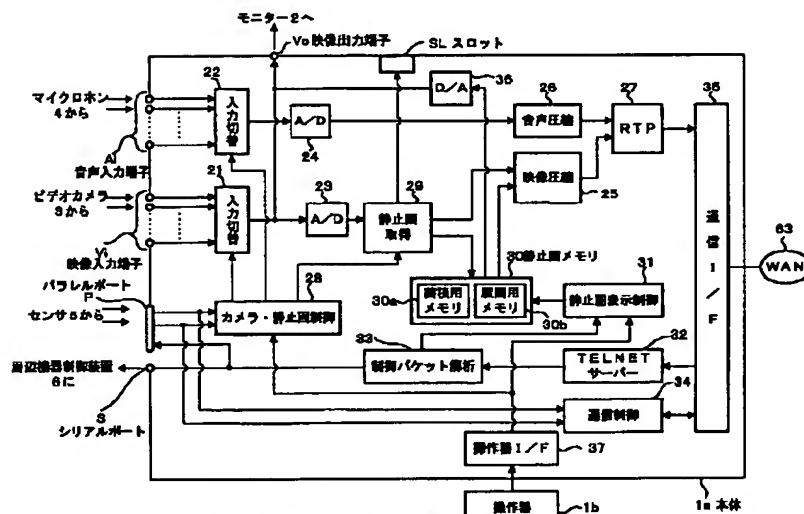 モニター2へ
Vo 映像出力端子
SL スロット
22
36
26
27
35
マイクロホン
4から
入力切替
D/A
A/D
音声圧縮
RTP
Ai
音声入力端子
24
ビデオカメラ
3から
21
23
29
映像圧縮
25
入力切替
A/D
静止画
取得
通信I/F
63
WAN
Vi
映像入力端子
パラレルポート
P
センサ5から
28
30静止画メモリ
31
カメラ・静止画制御
30a
蓄積用
メモリ
展開用
メモリ
30b
静止画表示制御
33
32
周辺機器制御装置
6に
制御パケット解析
TELNET
サーバー
34
S
シリアルポート
通信制御
操作器 I/F
37
1a 本体
操作器
1b